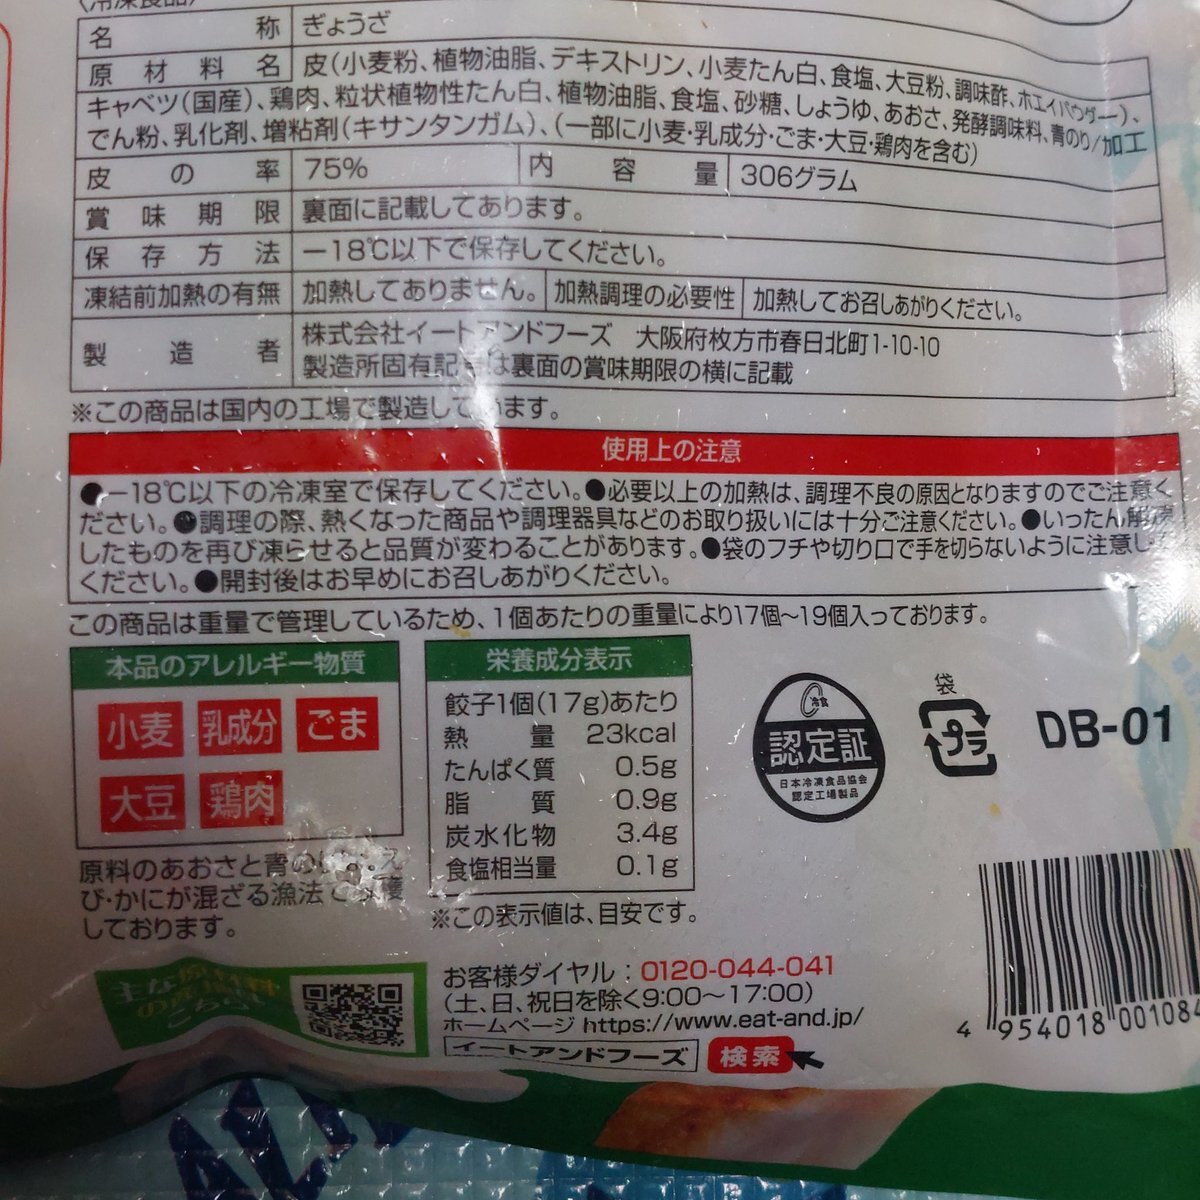 〈冷凍食品〉
名称 ぎょうざ
原材料名 皮(小麦粉、植物油脂、デキストリン、小麦たん白、食塩、大豆粉、調味酢、ホエイパウダー)、
キャベツ(国産)、鶏肉、粒状植物性たん白、植物油脂、食塩、砂糖、しょうゆ、あおさ、発酵調味料、青のり/加工
でん粉、乳化剤、増粘剤(キサンタンガム)、(一部に小麦・乳成分・ごま・大豆・鶏肉を含む)
皮の率 75% 内容量 306グラム
賞味期限 裏面に記載してあります。
保存方法 −18℃以下で保存してください。
凍結前加熱の有無 加熱してありません。 加熱調理の必要性 加熱してお召しあがりください。
製造者 株式会社イートアンドフーズ 大阪府枚方市春日北町1-10-10
製造所固有記号は裏面の賞味期限の横に記載
※この商品は国内の工場で製造しています。
使用上の注意
●−18℃以下の冷凍室で保存してください。●必要以上の加熱は、調理不良の原因となりますのでご注意く
ださい。●調理の際、熱くなった商品や調理器具などのお取り扱いには十分ご注意ください。●いったん解凍
したものを再び凍らせると品質が変わることがあります。●袋のフチや切り口で手を切らないように注意して
ください。●開封後はお早めにお召しあがりください。
この商品は重量で管理しているため、1個あたりの重量により17個〜19個入っております。
本品のアレルギー物質
小麦 乳成分 ごま
大豆 鶏肉
原料のあおさと青のりは、え
び・かにが混ざる漁法で収穫
しております。
栄養成分表示
餃子1個(17g)あたり
熱量 23kcal
たんぱく質 0.5g
脂質 0.9g
炭水化物 3.4g
食塩相当量 0.1g
※この表示値は、目安です。
冷食
認定証
日本冷凍食品協会
認定工場製品
袋
プラ
DB-01
主な原材料
の産地情報
こちら
お客様ダイヤル：0120-044-041
(土、日、祝日を除く9:00〜17:00)
ホームページ https://www.eat-and.jp/
イートアンドフーズ 検索
4 954018 001084